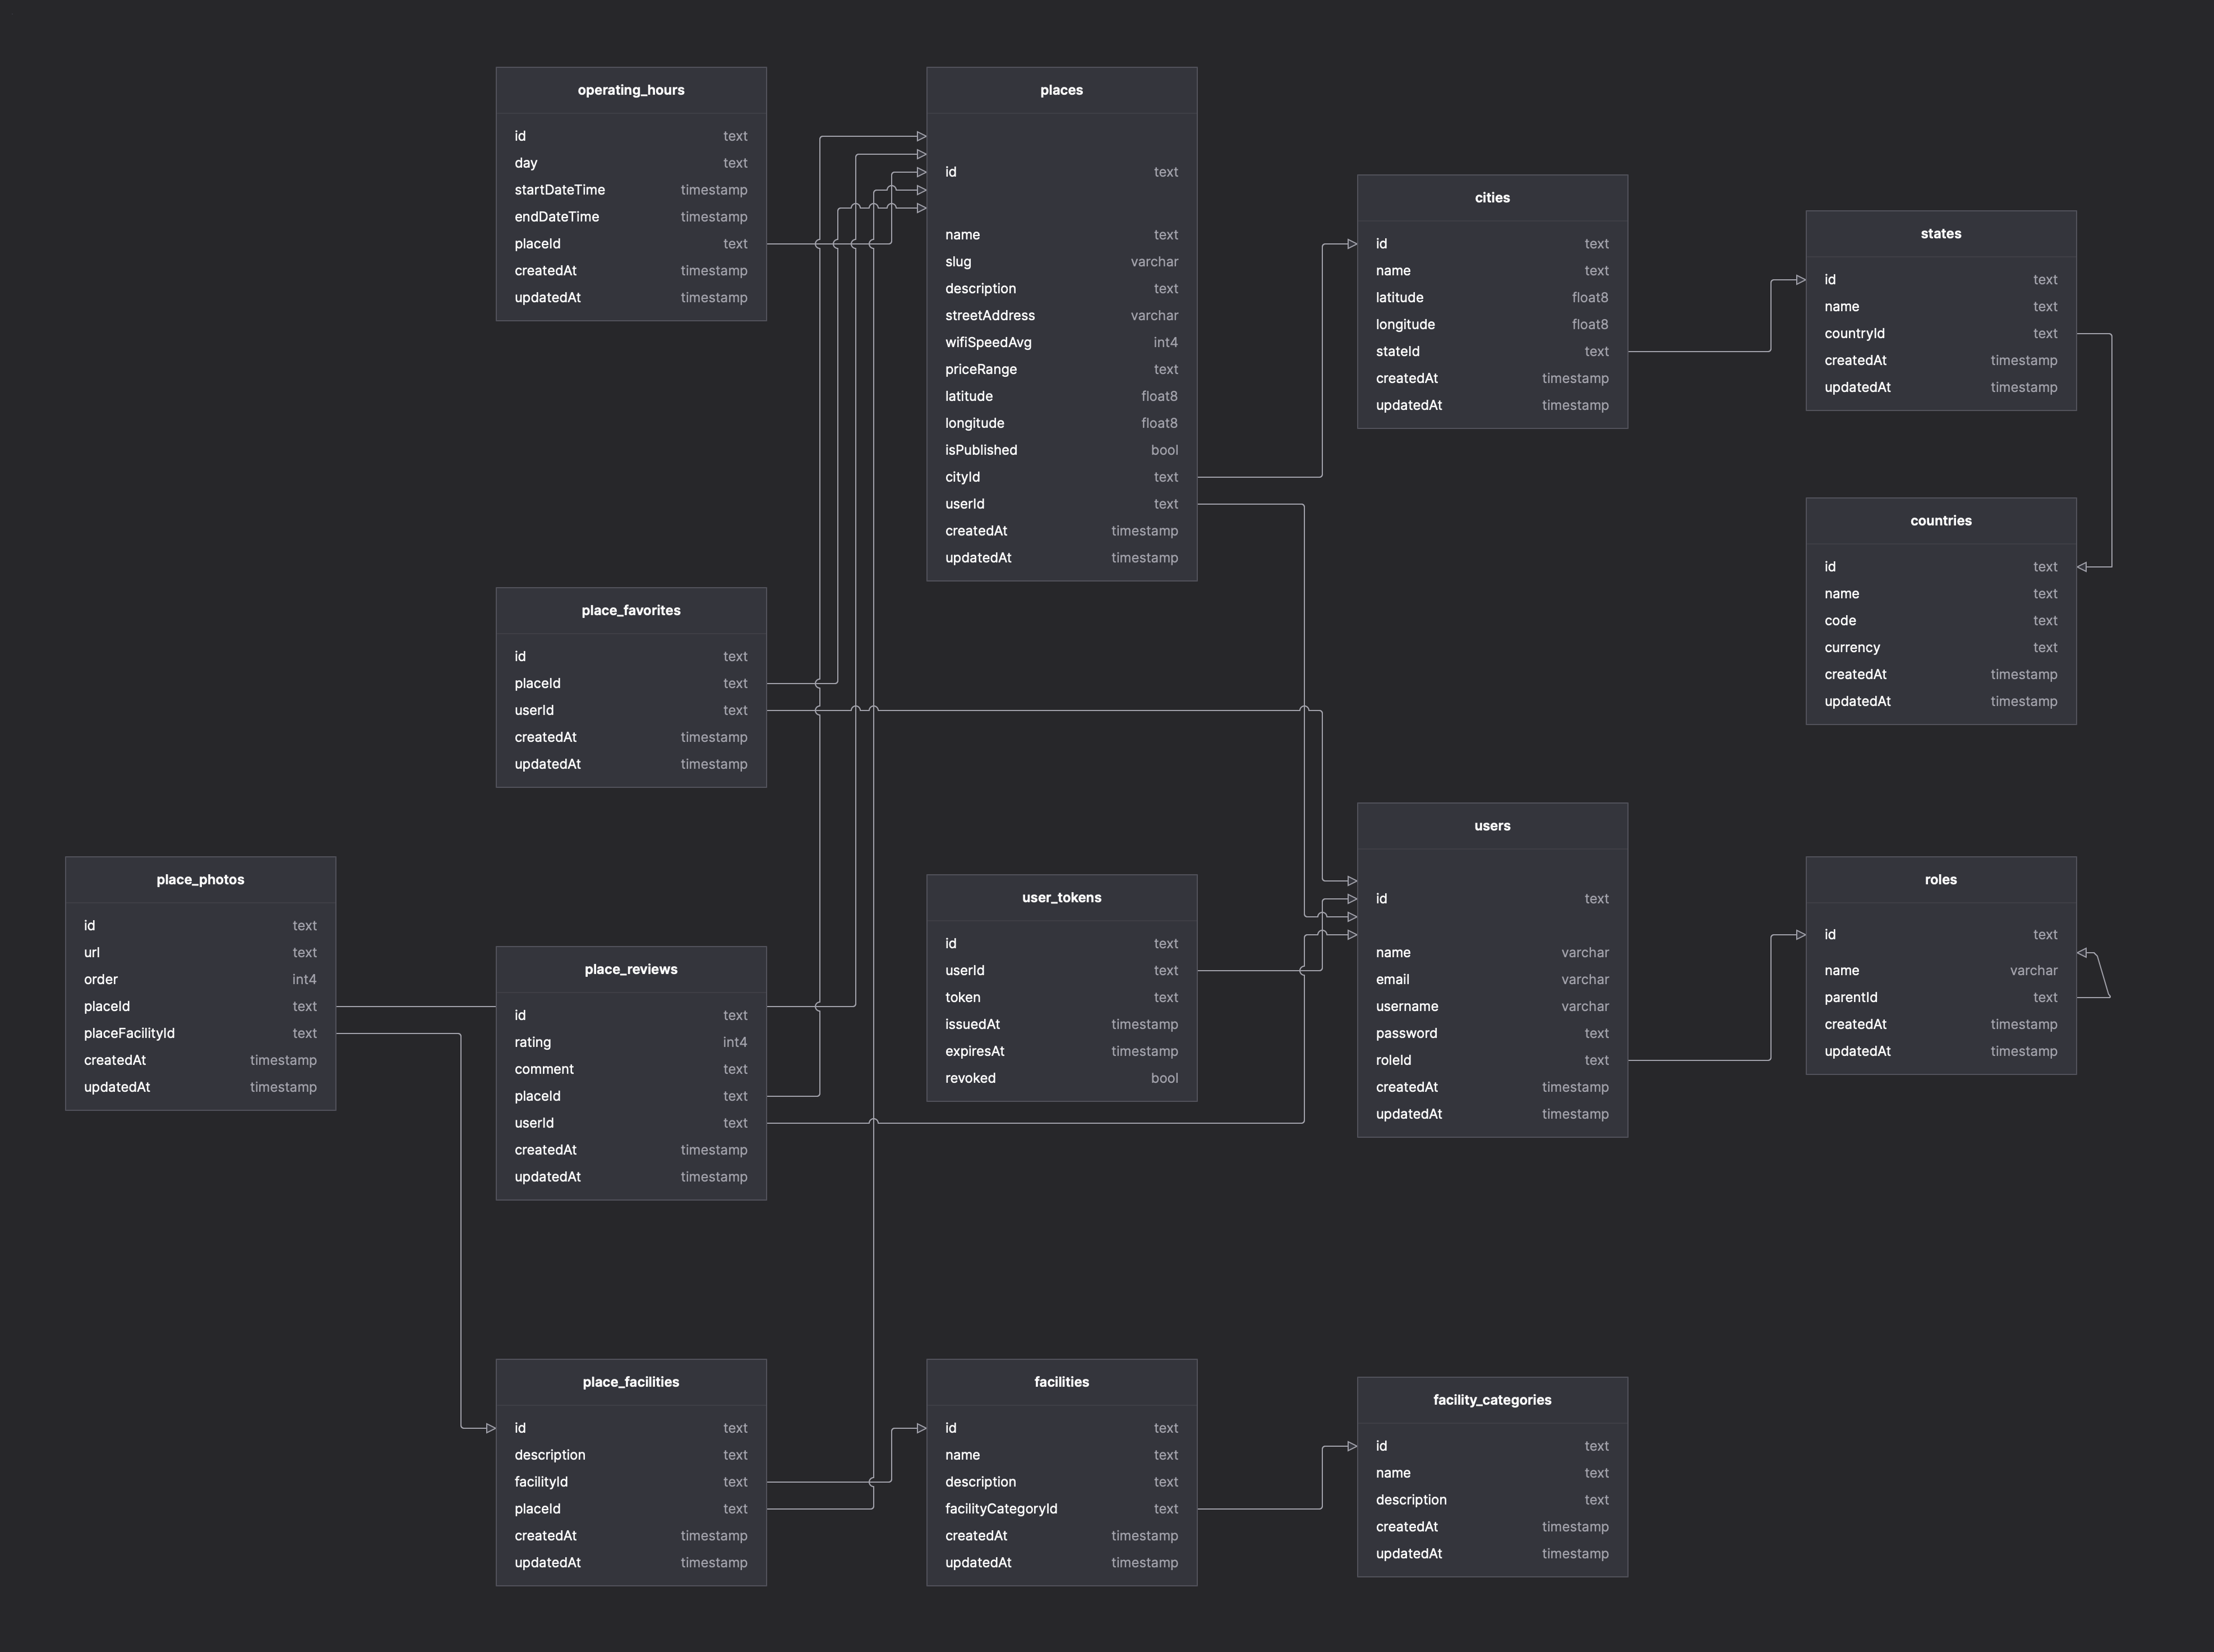 operating_hours
id text
day text
startDateTime timestamp
endDateTime timestamp
placeId text
createdAt timestamp
updatedAt timestamp
places
id text
name text
slug varchar
description text
streetAddress varchar
wifiSpeedAvg int4
priceRange text
latitude float8
longitude float8
isPublished bool
cityId text
userId text
createdAt timestamp
updatedAt timestamp
cities
id text
name text
latitude float8
longitude float8
stateId text
createdAt timestamp
updatedAt timestamp
states
id text
name text
countryId text
createdAt timestamp
updatedAt timestamp
countries
id text
name text
code text
currency text
createdAt timestamp
updatedAt timestamp
place_favorites
id text
placeId text
userId text
createdAt timestamp
updatedAt timestamp
place_photos
id text
url text
order int4
placeId text
placeFacilityId text
createdAt timestamp
updatedAt timestamp
place_reviews
id text
rating int4
comment text
placeId text
userId text
createdAt timestamp
updatedAt timestamp
user_tokens
id text
userId text
token text
issuedAt timestamp
expiresAt timestamp
revoked bool
users
id text
name varchar
email varchar
username varchar
password text
roleId text
createdAt timestamp
updatedAt timestamp
roles
id text
name varchar
parentId text
createdAt timestamp
updatedAt timestamp
place_facilities
id text
description text
facilityId text
placeId text
createdAt timestamp
updatedAt timestamp
facilities
id text
name text
description text
facilityCategoryId text
createdAt timestamp
updatedAt timestamp
facility_categories
id text
name text
description text
createdAt timestamp
updatedAt timestamp